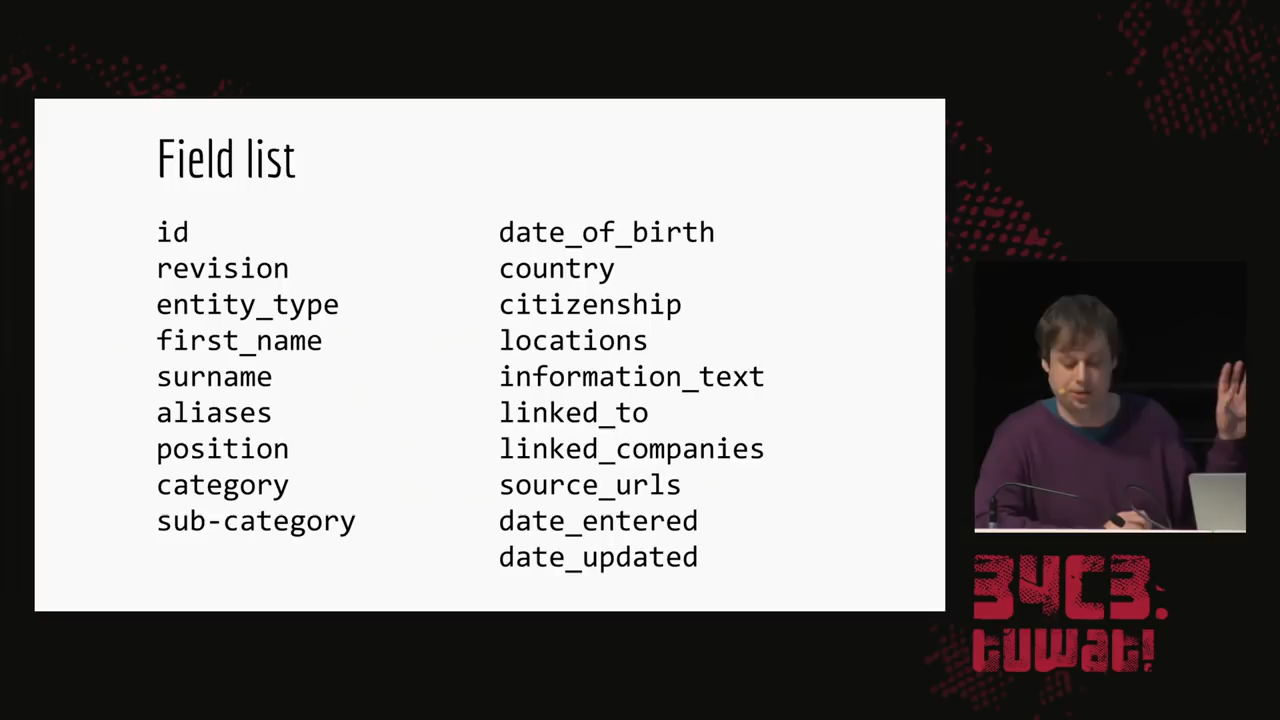 Field list
id
revision
entity_type
first_name
surname
aliases
position
category
sub-category
date_of_birth
country
citizenship
locations
information_text
linked_to
linked_companies
source_urls
date_entered
date_updated
34C3.
tuwat!